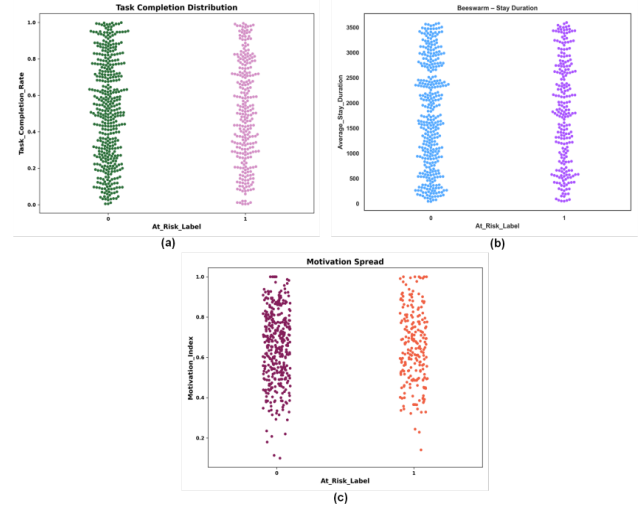 Task Completion Distribution
1.0
0.8
0.6
0.4
0.2
0.0
Task_Completion_Rate
0
1
At_Risk_Label
(a)
Beeswarm – Stay Duration
3500
3000
2500
2000
1500
1000
500
0
Average_Stay_Duration
0
1
At_Risk_Label
(b)
Motivation Spread
1.0
0.8
0.6
0.4
0.2
Motivation_Index
0
1
At_Risk_Label
(c)